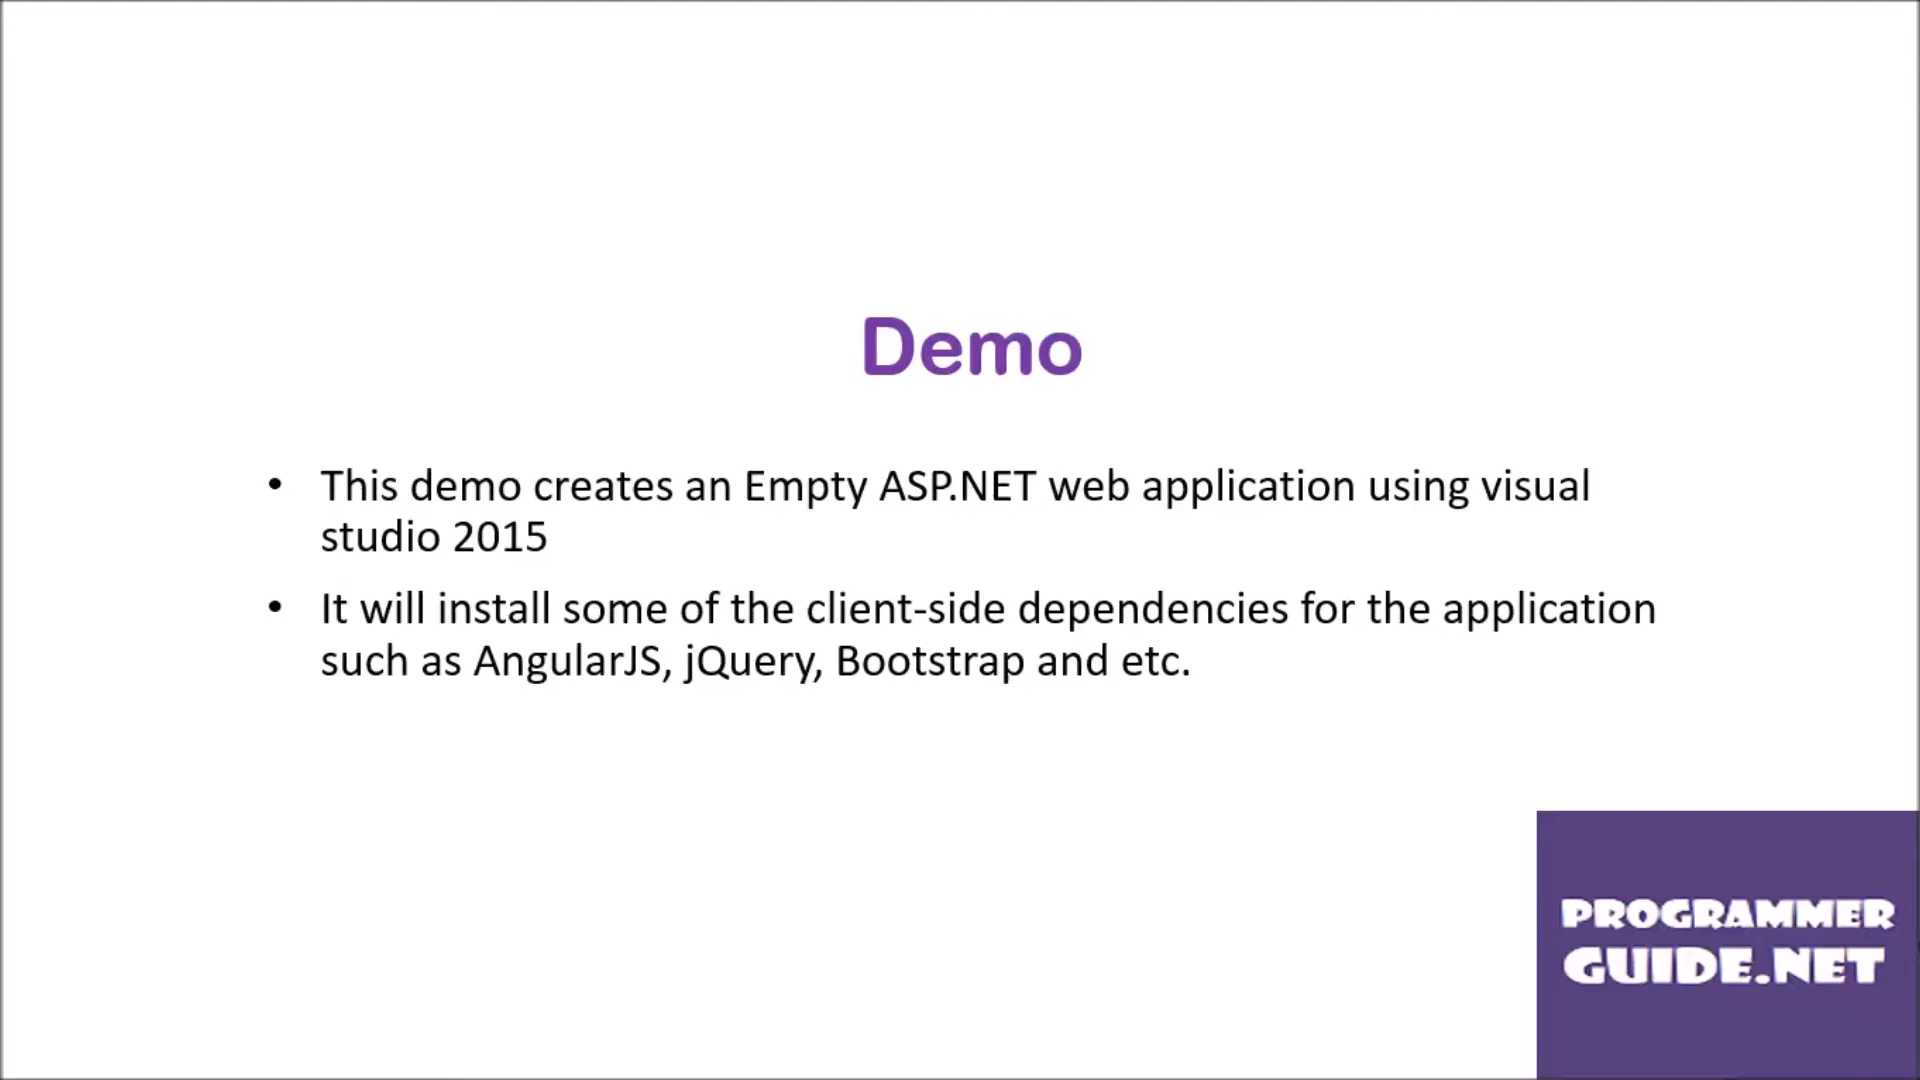 Demo
• This demo creates an Empty ASP.NET web application using visual
studio 2015
• It will install some of the client-side dependencies for the application
such as AngularJS, jQuery, Bootstrap and etc.
PROGRAMMER
GUIDE.NET